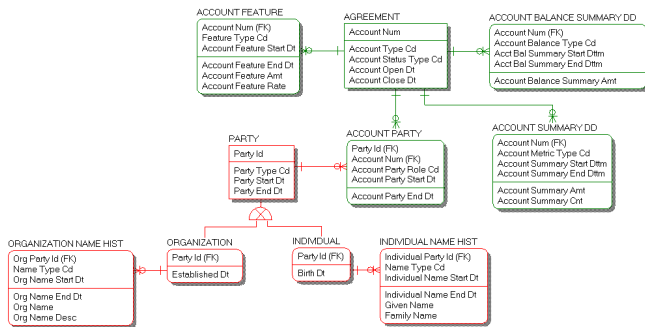 ACCOUNT FEATURE
Account Num (FK)
Feature Type Cd
Account Feature Start Dt
Account Feature End Dt
Account Feature Amt
Account Feature Rate
AGREEMENT
Account Num
Account Type Cd
Account Status Type Cd
Account Open Dt
Account Close Dt
ACCOUNT BALANCE SUMMARY DD
Account Num (FK)
Account Balance Type Cd
Acct Bal Summary Start Dttm
Acct Bal Summary End Dttm
Account Balance Summary Amt
PARTY
Party Id
Party Type Cd
Party Start Dt
Party End Dt
ACCOUNT PARTY
Party Id (FK)
Account Num (FK)
Account Party Role Cd
Account Party Start Dt
Account Party End Dt
ACCOUNT SUMMARY DD
Account Num (FK)
Account Metric Type Cd
Account Summary Start Dttm
Account Summary End Dttm
Account Summary Amt
Account Summary Cnt
ORGANIZATION NAME HIST
Org Party Id (FK)
Name Type Cd
Org Name Start Dt
Org Name End Dt
Org Name
Org Name Desc
ORGANIZATION
Party Id (FK)
Established Dt
INDIVIDUAL
Party Id (FK)
Birth Dt
INDIVIDUAL NAME HIST
Individual Party Id (FK)
Name Type Cd
Individual Name Start Dt
Individual Name End Dt
Given Name
Family Name